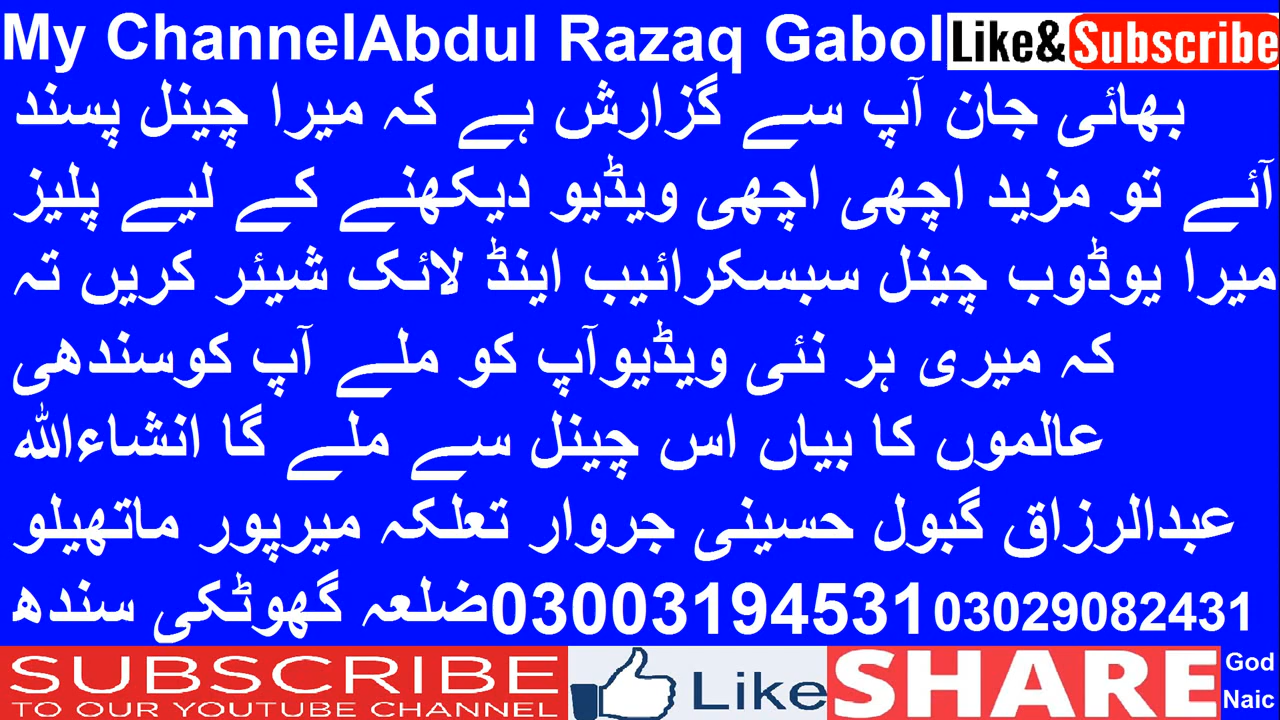 My Channel Abdul Razaq Gabol Like& Subscribe
بھائی جان آپ سے گزارش ہے کہ میرا چینل پسند
آئے تو مزید اچھی اچھی ویڈیو دیکھنے کے لیے پلیز
میرا یوڈوب چینل سبسکرائیب اینڈ لائک شیئر کریں تہ
کہ میری ہر نئی ویڈیوآپ کو ملے آپ کوسندھی
عالموں کا بیاں اس چینل سے ملے گا انشاءاللہ
عبدالرزاق گبول حسینی جروار تعلکہ میرپور ماتھیلو
ضلعہ گھوٹکی سندھ 03003194531 03029082431
SUBSCRIBE Like SHARE God
TO OUR YOUTUBE CHANNEL Naic